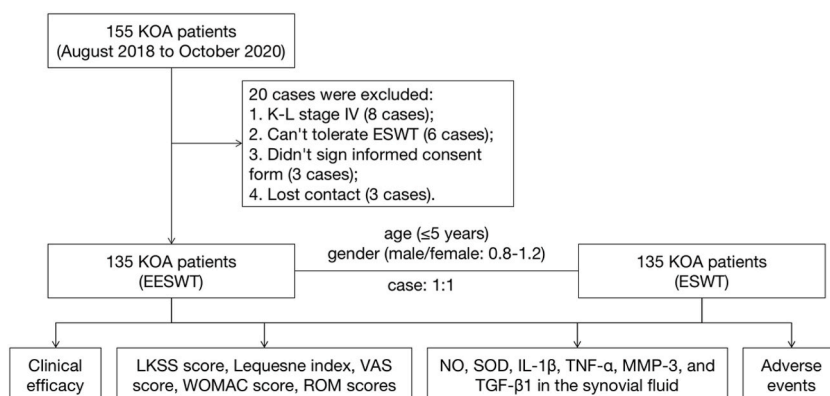 155 KOA patients
(August 2018 to October 2020)
20 cases were excluded:
1. K-L stage IV (8 cases);
2. Can't tolerate ESWT (6 cases);
3. Didn't sign informed consent
form (3 cases);
4. Lost contact (3 cases).
135 KOA patients
(EESWT)
age (≤5 years)
gender (male/female: 0.8-1.2)
case: 1:1
135 KOA patients
(ESWT)
Clinical
efficacy
LKSS score, Lequesne index, VAS
score, WOMAC score, ROM scores
NO, SOD, IL-1β, TNF-α, MMP-3, and
TGF-β1 in the synovial fluid
Adverse
events